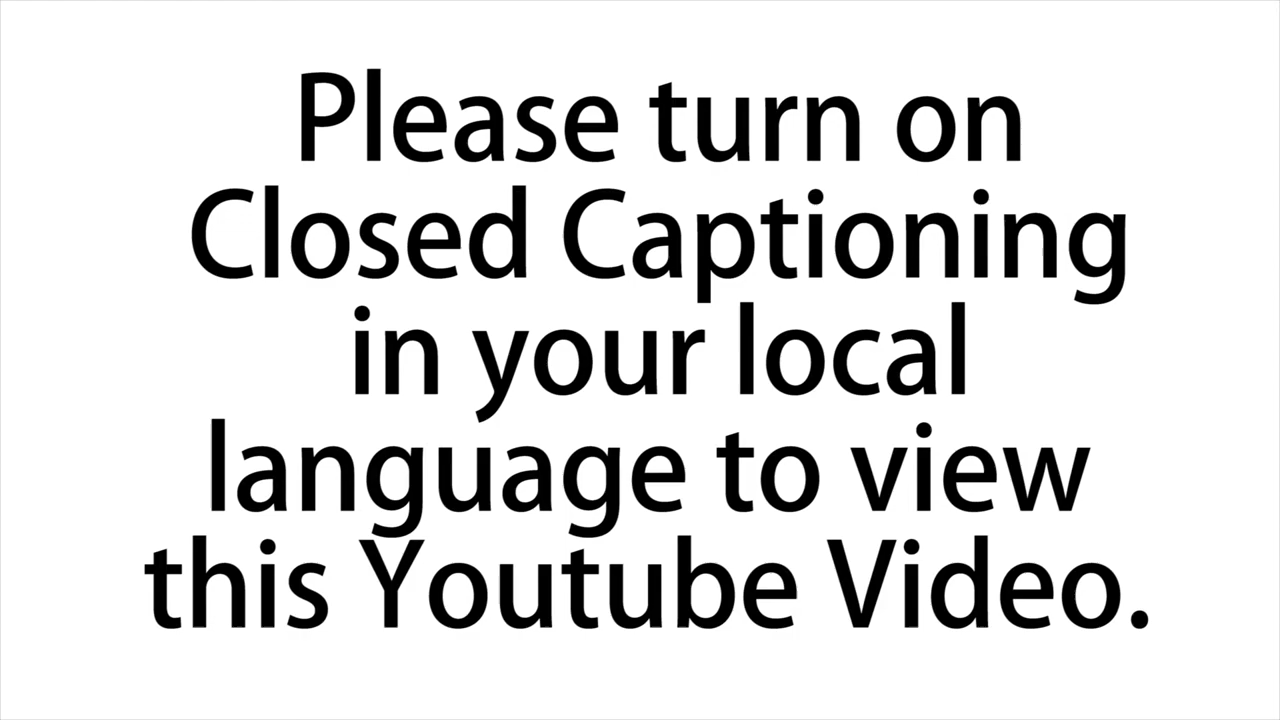 Please turn on
Closed Captioning
in your local
language to view
this Youtube Video.